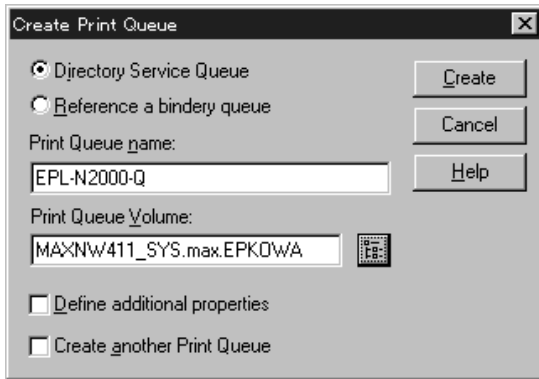 Create Print Queue
Directory Service Queue
Reference a bindery queue
Print Queue name:
EPL-N2000-Q
Print Queue Volume:
MAXNW411_SYS.max.EPKOWA
Define additional properties
Create another Print Queue
Create
Cancel
Help